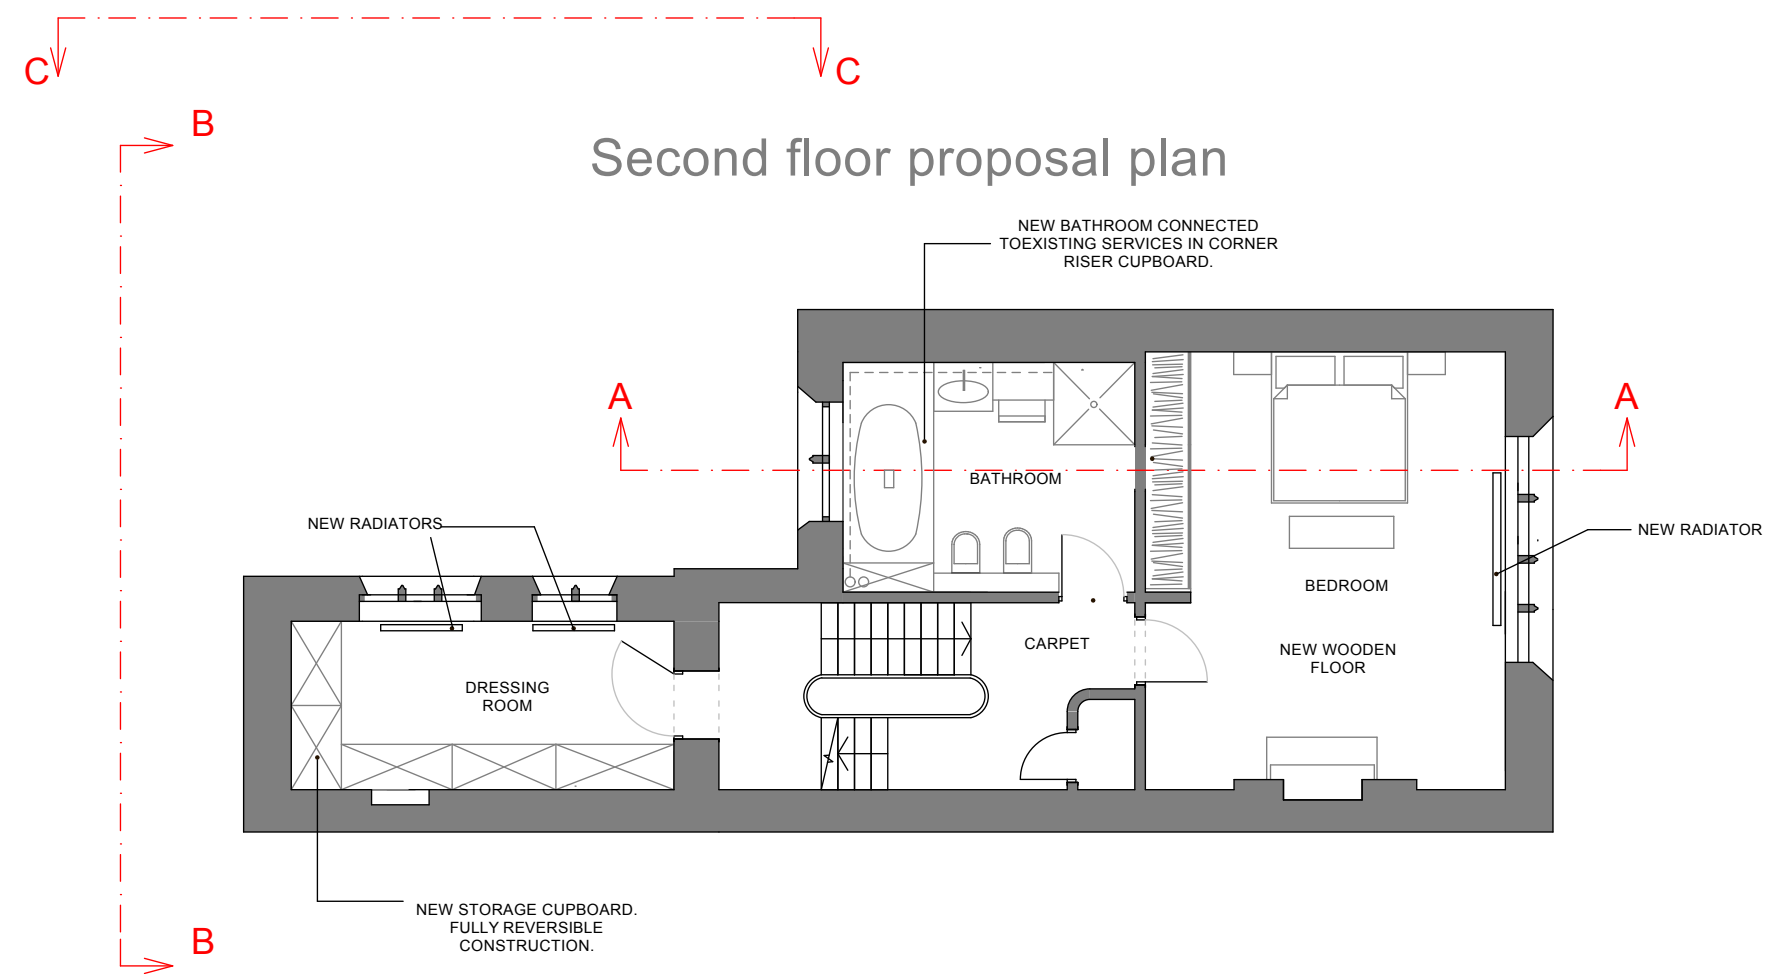 C
C
B
Second floor proposal plan
NEW BATHROOM CONNECTED
TOEXISTING SERVICES IN CORNER
RISER CUPBOARD.
A
A
BATHROOM
NEW RADIATORS
NEW RADIATOR
BEDROOM
CARPET
NEW WOODEN
FLOOR
DRESSING
ROOM
NEW STORAGE CUPBOARD.
FULLY REVERSIBLE
CONSTRUCTION.
B